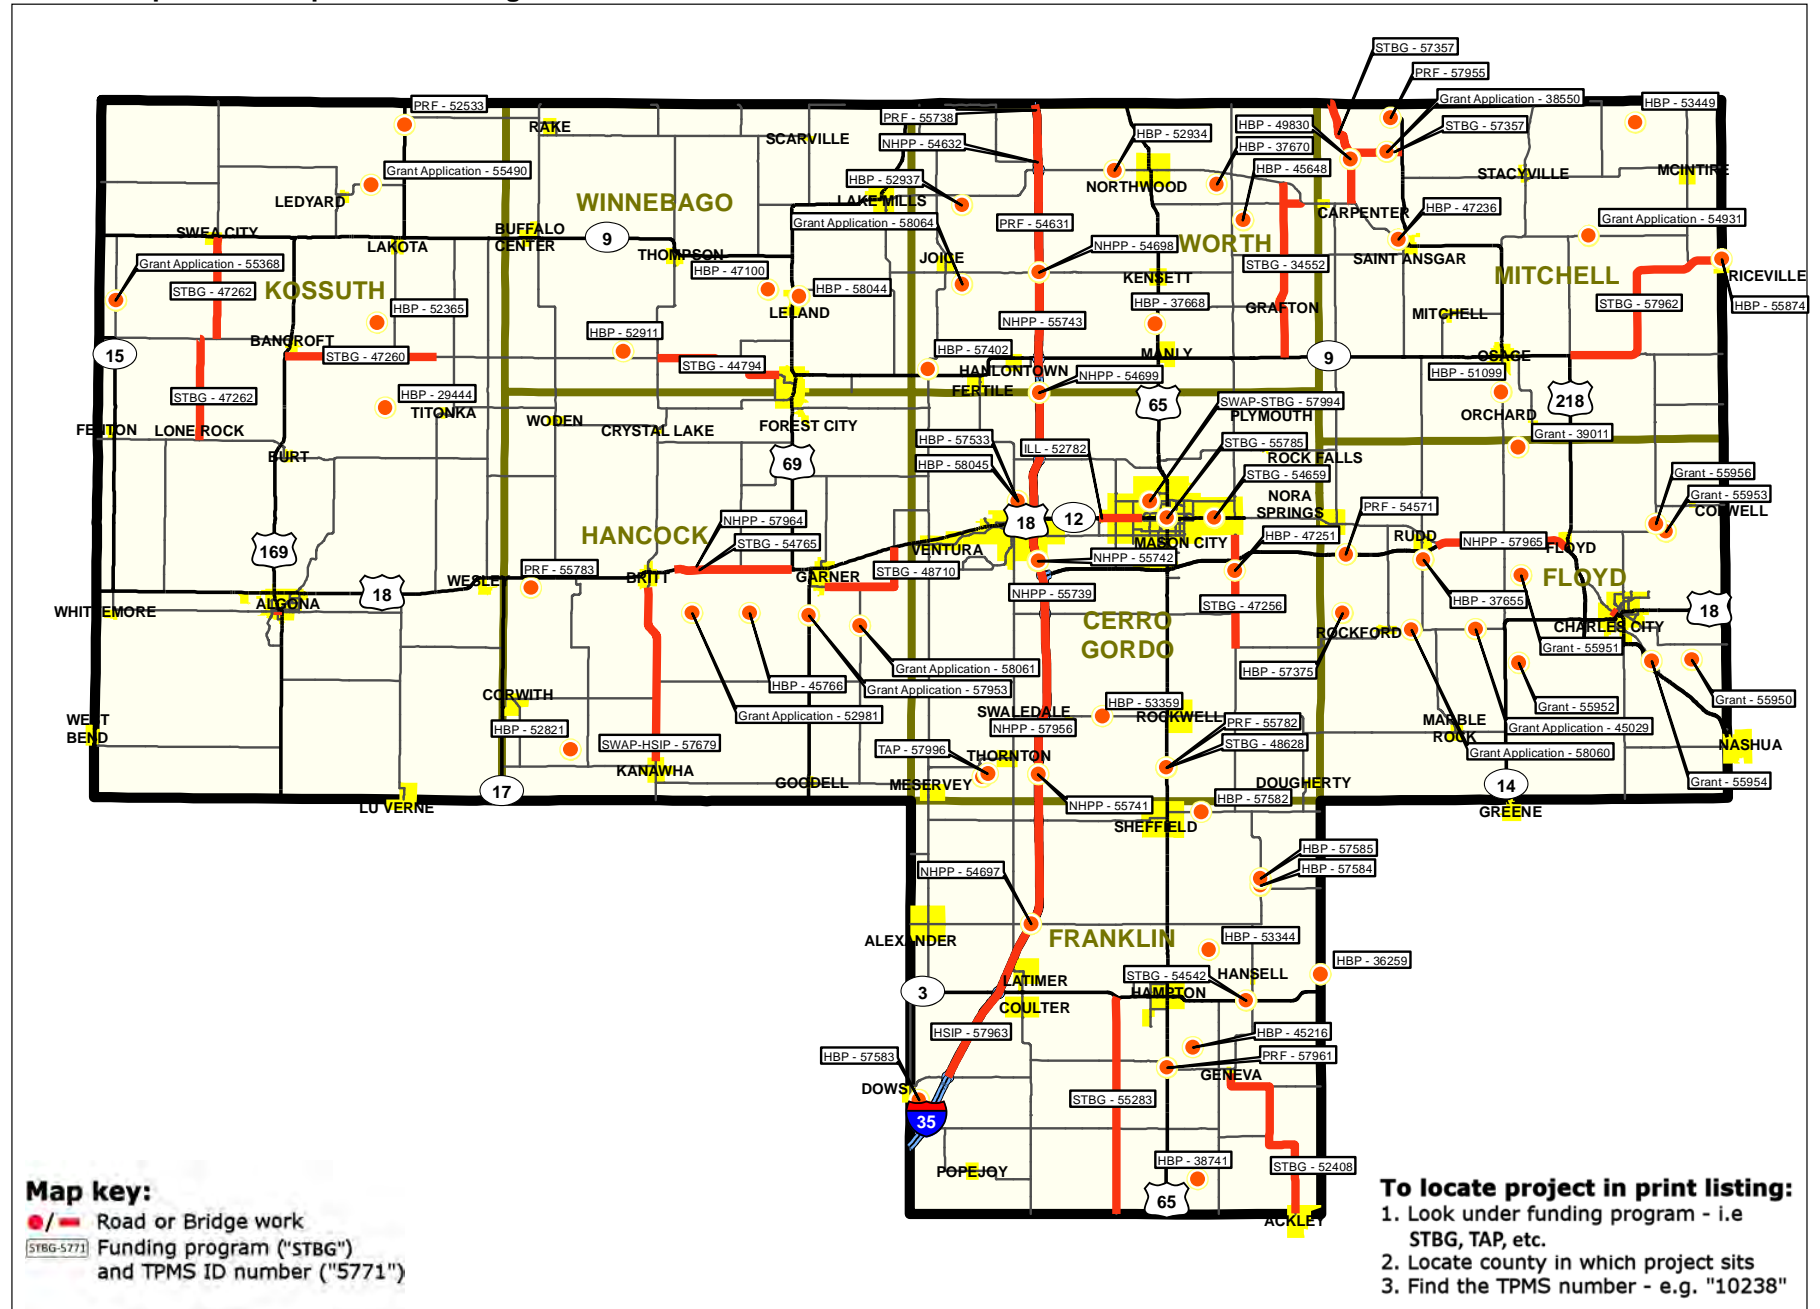 STBG - 57357
PRF - 57955
Grant Application - 38550
HBP - 53449
PRF - 52533
PRF - 55738
HBP - 52934
HBP - 49830
STBG - 57357
RAKE
SCARVILLE
NHPP - 54632
HBP - 37670
HBP - 45648
Grant Application - 55490
LEDYARD
WINNEBAGO
HBP - 52937
LAKE MILLS
NORTHWOOD
STACYVILLE
MCINTIRE
CARPENTER
HBP - 47236
Grant Application - 54931
SWEA CITY
LAKOTA
BUFFALO
CENTER
9
Grant Application - 58064
PRF - 54631
NHPP - 54698
WORTH
SAINT ANSGAR
MITCHELL
Grant Application - 55368
THOMPSON
JOICE
KENSETT
STBG - 34552
RICEVILLE
STBG - 47262
KOSSUTH
HBP - 47100
HBP - 58044
HBP - 55874
HBP - 52365
LELAND
HBP - 37668
GRAFTON
MITCHELL
STBG - 57962
BANCROFT
HBP - 52911
NHPP - 55743
15
STBG - 47260
STBG - 44794
HBP - 57402
HANLONTOWN
MANLY
9
OSAGE
HBP - 51099
STBG - 47262
HBP - 29444
TITONKA
FERTILE
NHPP - 54699
65
SWAP-STBG - 57994
PLYMOUTH
ORCHARD
218
FENTON
LONE ROCK
WODEN
CRYSTAL LAKE
FOREST CITY
HBP - 57533
ILL - 52782
STBG - 55785
Grant - 39011
BURT
69
HBP - 58045
ROCK FALLS
STBG - 54659
Grant - 55956
Grant - 55953
COLWELL
NORA
SPRINGS
PRF - 54571
169
HANCOCK
NHPP - 57964
STBG - 54765
18
12
MASON CITY
HBP - 47251
RUDD
NHPP - 57965
FLOYD
VENTURA
NHPP - 55742
WESLEY
PRF - 55783
BRITT
GARNER
STBG - 48710
NHPP - 55739
FLOYD
WHITTEMORE
ALGONA
18
STBG - 47256
HBP - 37655
18
CERRO
GORDO
ROCKFORD
CHARLES CITY
Grant - 55951
Grant Application - 58061
HBP - 57375
HBP - 45766
Grant Application - 57953
CORWITH
Grant Application - 52981
HBP - 53359
SWALEDALE
ROCKWELL
PRF - 55782
Grant - 55952
Grant - 55950
WEST
BEND
HBP - 52821
NHPP - 57956
MARBLE
ROCK
Grant Application - 45029
SWAP-HSIP - 57679
TAP - 57996
THORNTON
STBG - 48628
Grant Application - 58060
NASHUA
KANAWHA
GOODELL
MESERVEY
DOUGHERTY
Grant - 55954
17
14
LU VERNE
NHPP - 55741
HBP - 57582
GREENE
SHEFFIELD
HBP - 57585
HBP - 57584
NHPP - 54697
ALEXANDER
FRANKLIN
HBP - 53344
HBP - 36259
STBG - 54542
HANSELL
LATIMER
3
HAMPTON
COULTER
HSIP - 57963
HBP - 45216
HBP - 57583
PRF - 57961
DOWS
GENEVA
STBG - 55283
35
HBP - 38741
STBG - 52408
POPEJOY
65
ACKLEY
Map key:
/ Road or Bridge work
STBG-5771 Funding program ("STBG")
and TPMS ID number ("5771")
To locate project in print listing:
1. Look under funding program - i.e
STBG, TAP, etc.
2. Locate county in which project sits
3. Find the TPMS number - e.g. "10238"